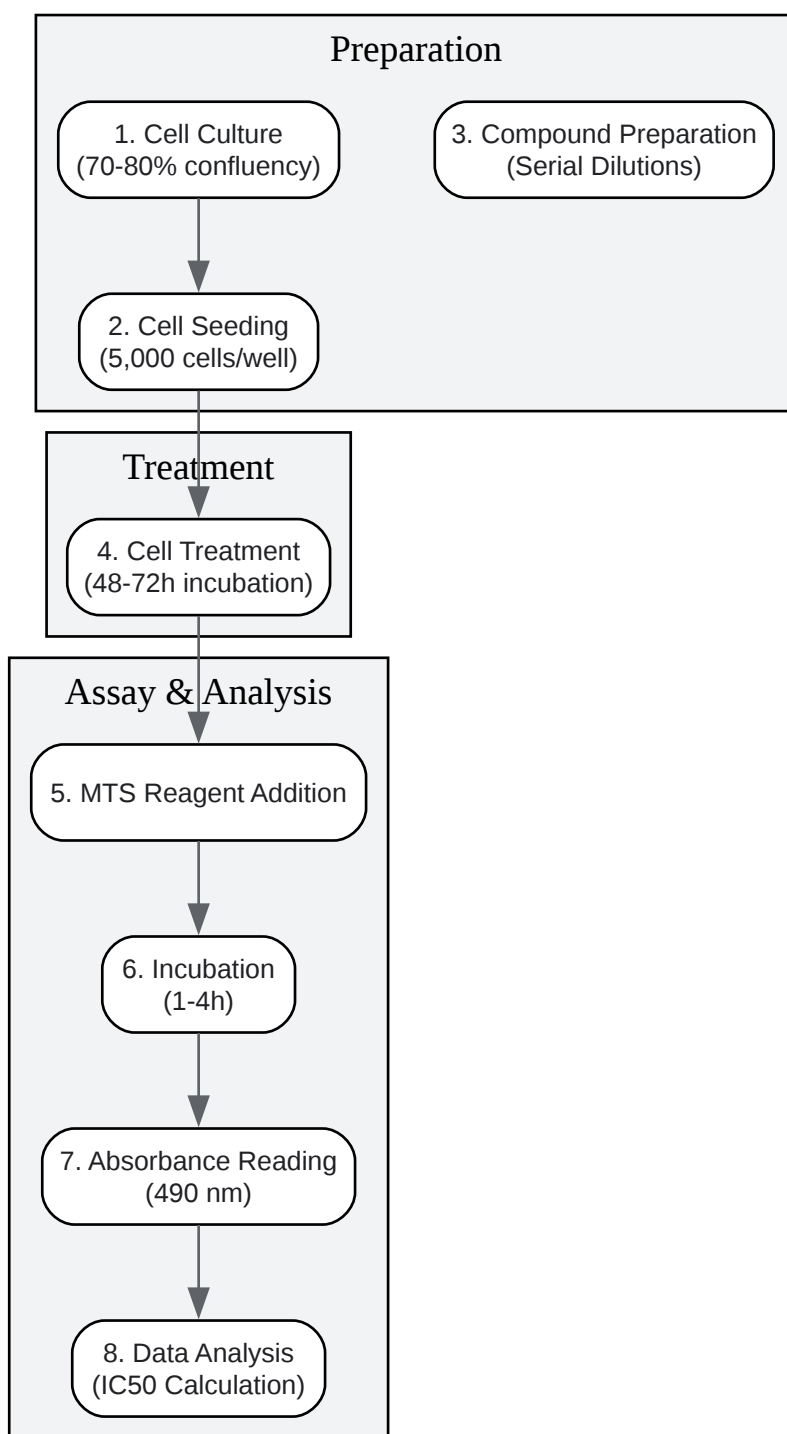 Preparation
1. Cell Culture
(70-80% confluency)
3. Compound Preparation
(Serial Dilutions)
2. Cell Seeding
(5,000 cells/well)
Treatment
4. Cell Treatment
(48-72h incubation)
Assay & Analysis
5. MTS Reagent Addition
6. Incubation
(1-4h)
7. Absorbance Reading
(490 nm)
8. Data Analysis
(IC50 Calculation)